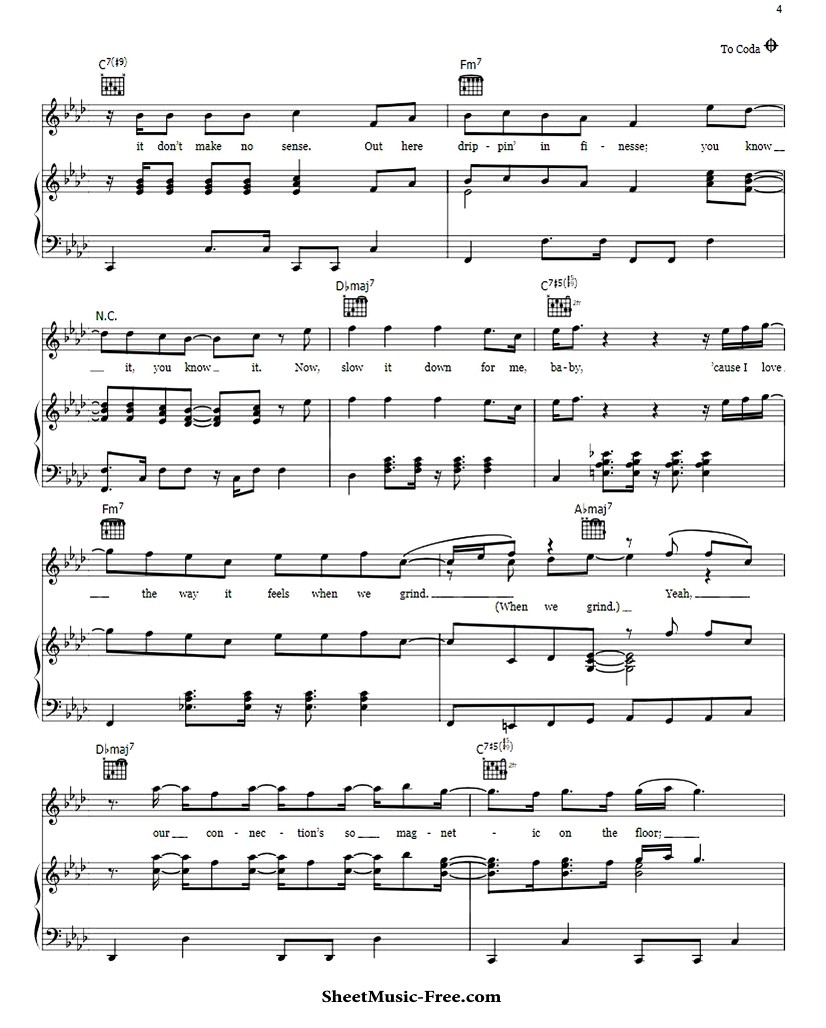 4
To Coda
C7(♯9) Fm7
it don't make no sense. Out here drip - pin' in fi - nesse; you know
N.C. D♭maj7 C7♯5(♯9)
it, you know it. Now, slow it down for me, ba - by, 'cause I love
Fm7 A♭maj7
the way it feels when we grind. Yeah,
(When we grind.)
D♭maj7 C7♯5
our con - nec - tion's so mag - net - ic on the floor;
SheetMusic-Free.com